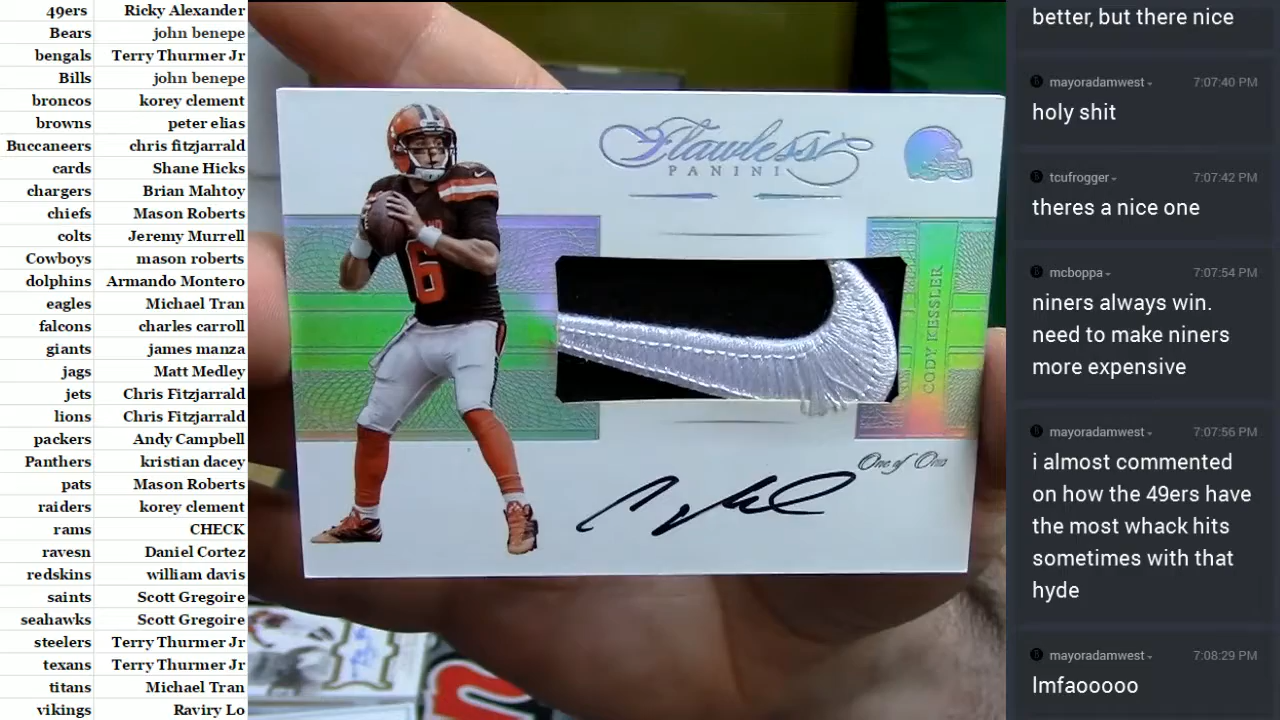 49ers Ricky Alexander
Bears john benepe
bengals Terry Thurmer Jr
Bills john benepe
broncos korey clement
browns peter elias
Buccaneers chris fitzjarrald
cards Shane Hicks
chargers Brian Mahtoy
chiefs Mason Roberts
colts Jeremy Murrell
Cowboys mason roberts
dolphins Armando Montero
eagles Michael Tran
falcons charles carroll
giants james manza
jags Matt Medley
jets Chris Fitzjarrald
lions Chris Fitzjarrald
packers Andy Campbell
Panthers kristian dacey
pats Mason Roberts
raiders korey clement
rams CHECK
ravesn Daniel Cortez
redskins william davis
saints Scott Gregoire
seahawks Scott Gregoire
steelers Terry Thurmer Jr
texans Terry Thurmer Jr
titans Michael Tran
vikings Raviry Lo
Flawless
PANINI
6
CODY KESSLER
One of One
better, but there nice
mayoradamwest 7:07:40 PM
holy shit
tcufrogger 7:07:42 PM
theres a nice one
mcboppa 7:07:54 PM
niners always win.
need to make niners
more expensive
mayoradamwest 7:07:56 PM
i almost commented
on how the 49ers have
the most whack hits
sometimes with that
hyde
mayoradamwest 7:08:29 PM
lmfaooooo